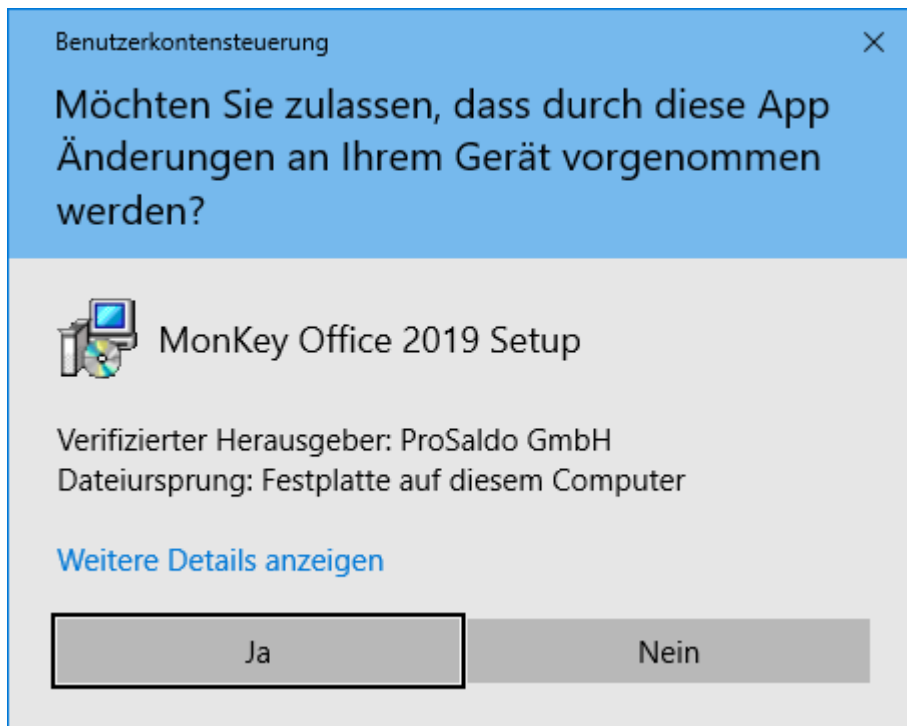 Benutzerkontensteuerung
Möchten Sie zulassen, dass durch diese App
Änderungen an Ihrem Gerät vorgenommen
werden?
MonKey Office 2019 Setup
Verifizierter Herausgeber: ProSaldo GmbH
Dateiursprung: Festplatte auf diesem Computer
Weitere Details anzeigen
Ja
Nein